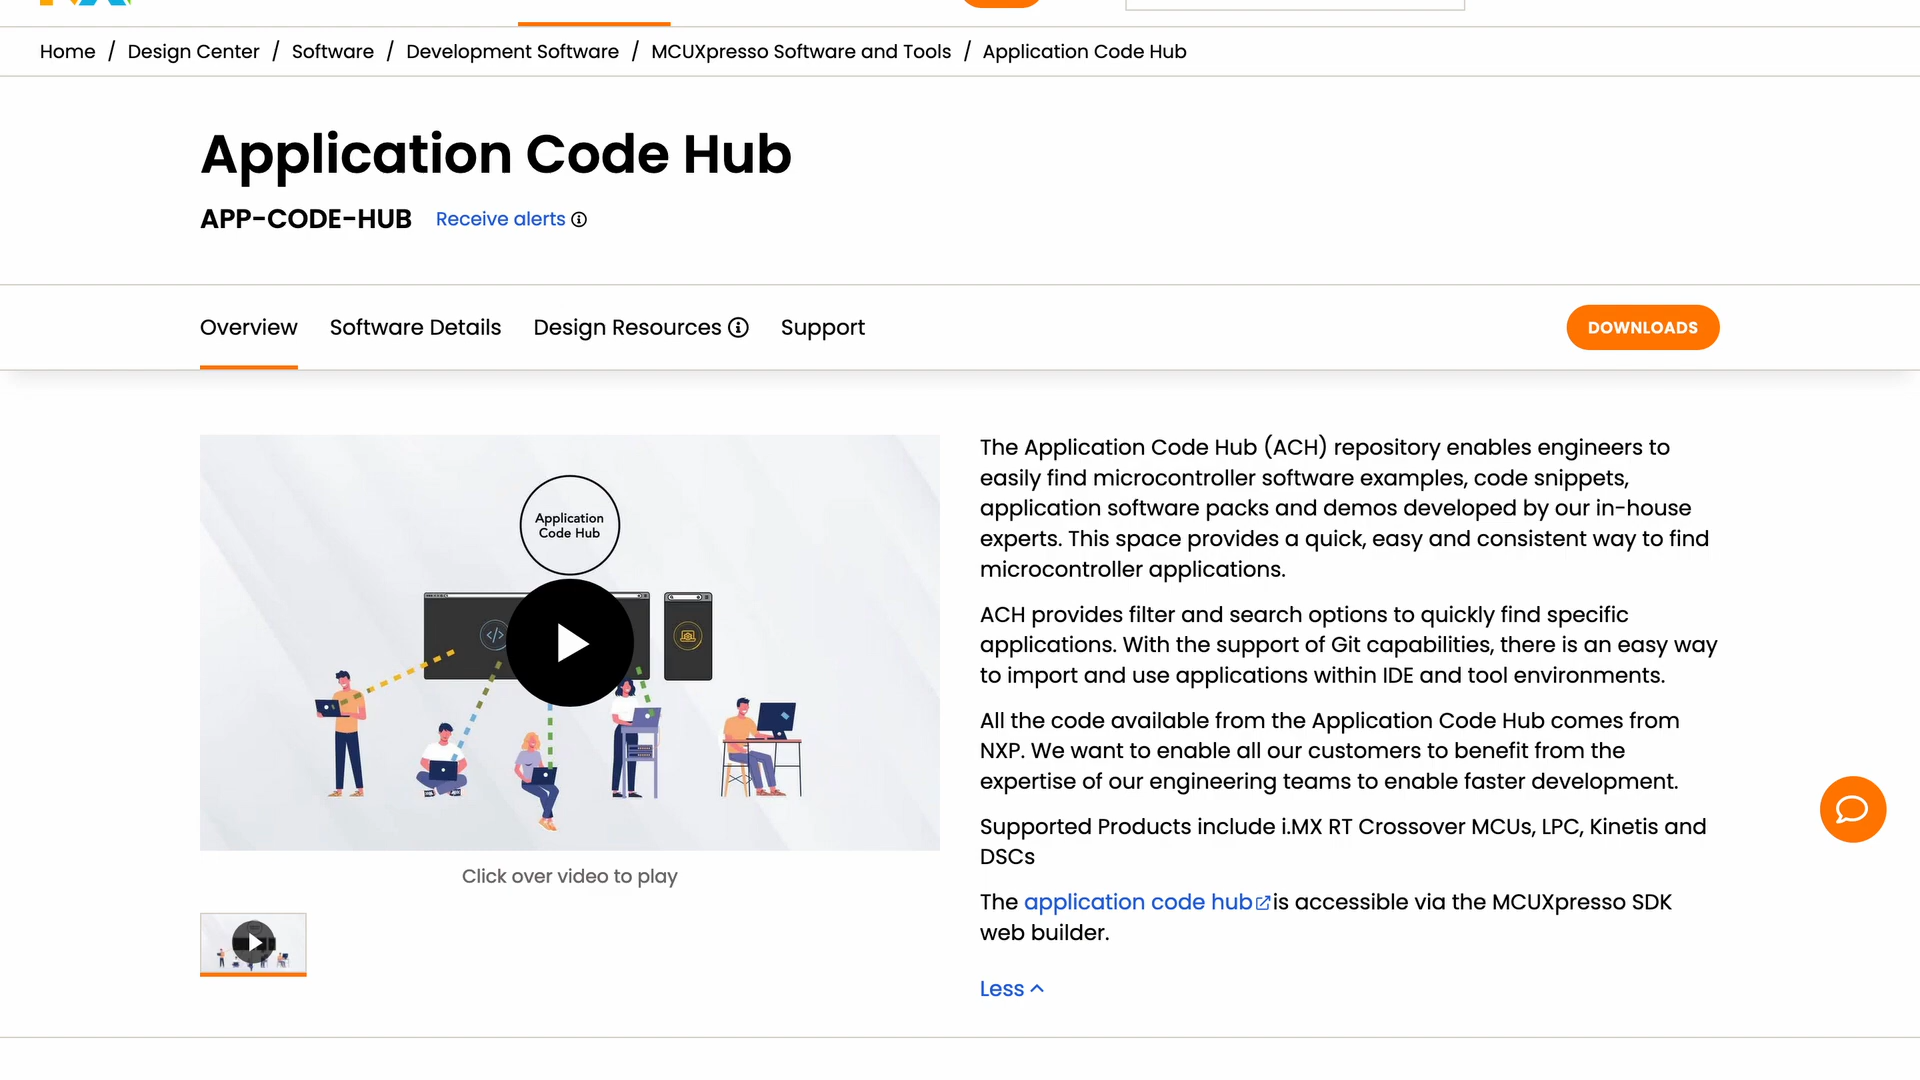 Home / Design Center / Software / Development Software / MCUXpresso Software and Tools / Application Code Hub
Application Code Hub
APP-CODE-HUB Receive alerts
Overview Software Details Design Resources Support DOWNLOADS
Application
Code Hub
Click over video to play
The Application Code Hub (ACH) repository enables engineers to
easily find microcontroller software examples, code snippets,
application software packs and demos developed by our in-house
experts. This space provides a quick, easy and consistent way to find
microcontroller applications.
ACH provides filter and search options to quickly find specific
applications. With the support of Git capabilities, there is an easy way
to import and use applications within IDE and tool environments.
All the code available from the Application Code Hub comes from
NXP. We want to enable all our customers to benefit from the
expertise of our engineering teams to enable faster development.
Supported Products include i.MX RT Crossover MCUs, LPC, Kinetis and
DSCs
The application code hub is accessible via the MCUXpresso SDK
web builder.
Less